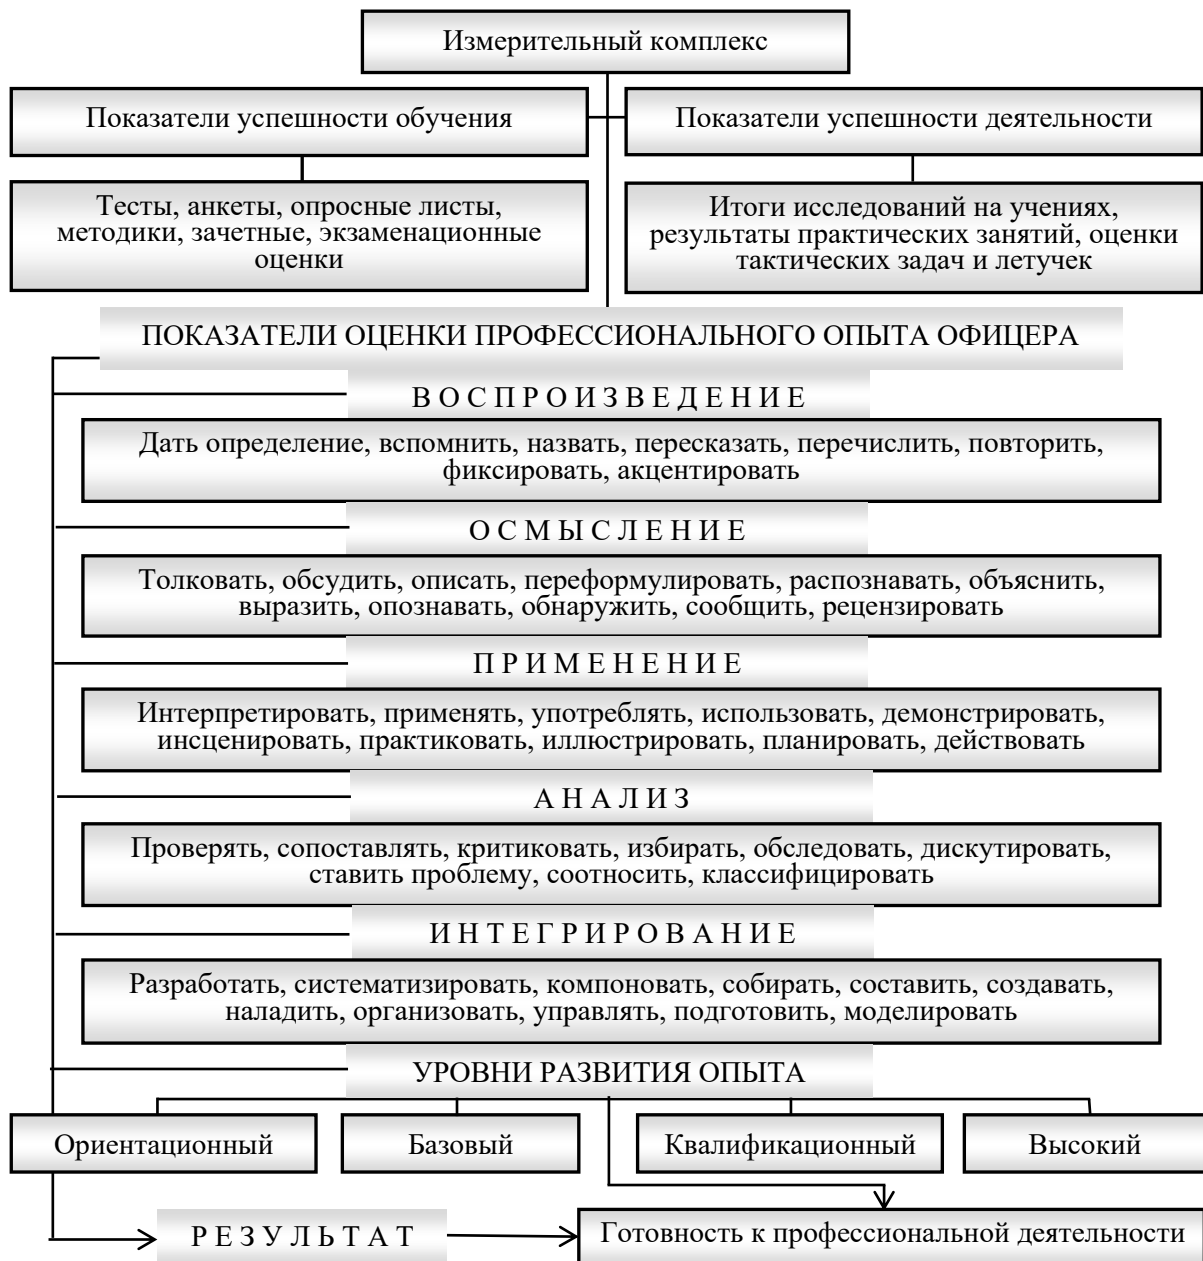 Измерительный комплекс
Показатели успешности обучения
Показатели успешности деятельности
Тесты, анкеты, опросные листы,
методики, зачетные, экзаменационные
оценки
Итоги исследований на учениях,
результаты практических занятий, оценки
тактических задач и летучек
ПОКАЗАТЕЛИ ОЦЕНКИ ПРОФЕССИОНАЛЬНОГО ОПЫТА ОФИЦЕРА
В О С П Р О И З В Е Д Е Н И Е
Дать определение, вспомнить, назвать, пересказать, перечислить, повторить,
фиксировать, акцентировать
О С М Ы С Л Е Н И Е
Толковать, обсудить, описать, переформулировать, распознавать, объяснить,
выразить, опознавать, обнаружить, сообщить, рецензировать
П Р И М Е Н Е Н И Е
Интерпретировать, применять, употреблять, использовать, демонстрировать,
инсценировать, практиковать, иллюстрировать, планировать, действовать
А Н А Л И З
Проверять, сопоставлять, критиковать, избирать, обследовать, дискутировать,
ставить проблему, соотносить, классифицировать
И Н Т Е Г Р И Р О В А Н И Е
Разработать, систематизировать, компоновать, собирать, составить, создавать,
наладить, организовать, управлять, подготовить, моделировать
УРОВНИ РАЗВИТИЯ ОПЫТА
Ориентационный
Базовый
Квалификационный
Высокий
Р Е З У Л Ь Т А Т
Готовность к профессиональной деятельности